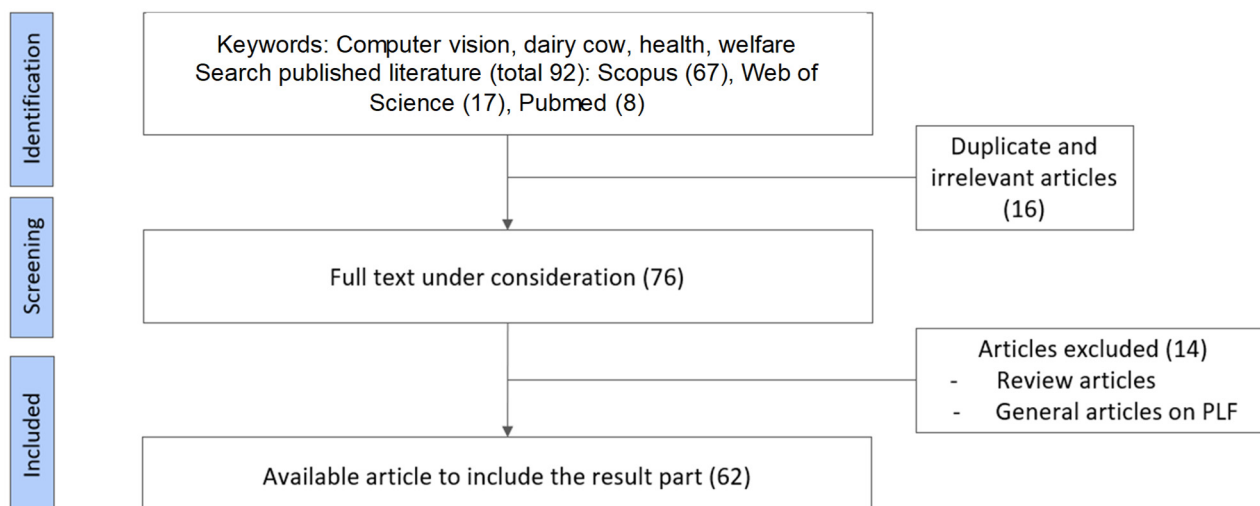 Identification
Keywords: Computer vision, dairy cow, health, welfare
Search published literature (total 92): Scopus (67), Web of
Science (17), Pubmed (8)
Duplicate and
irrelevant articles
(16)
Screening
Full text under consideration (76)
Articles excluded (14)
- Review articles
- General articles on PLF
Included
Available article to include the result part (62)